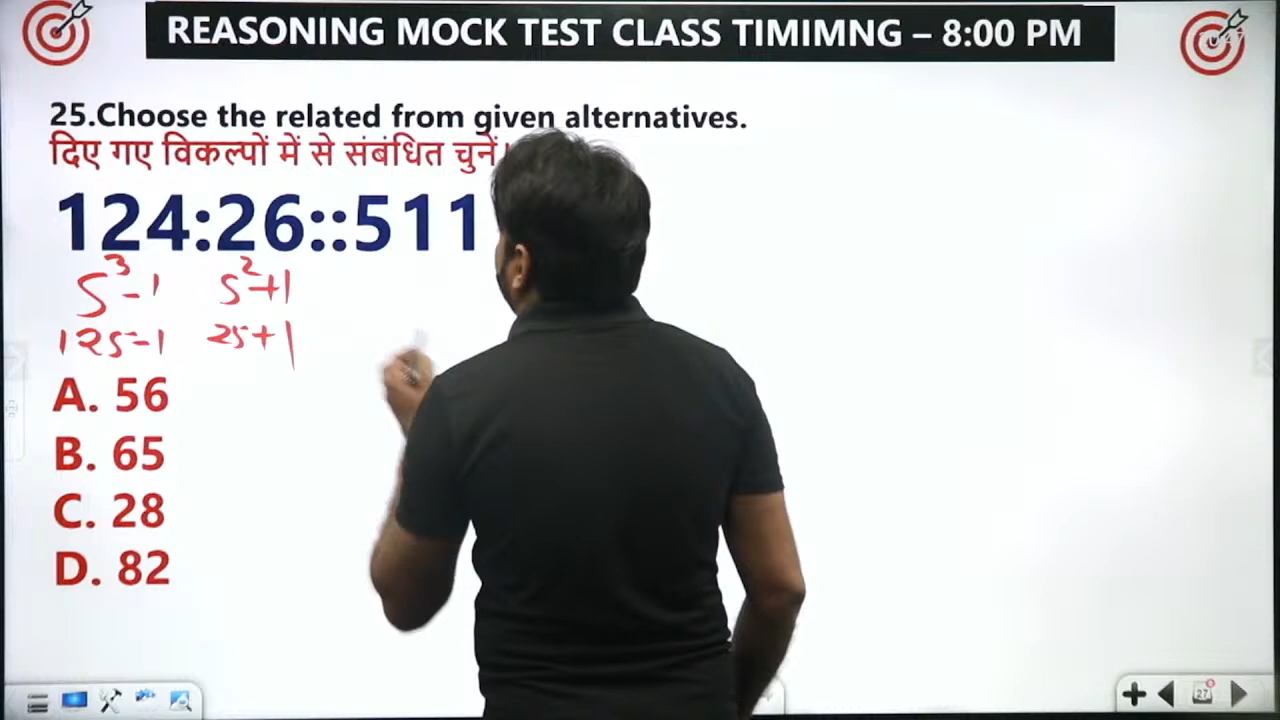 REASONING MOCK TEST CLASS TIMIMNG – 8:00 PM
25.Choose the related from given alternatives.
दिए गए विकल्पों में से संबंधित चुनें।
124:26::511
5³-1 5²+1
125-1 25+1
A. 56
B. 65
C. 28
D. 82
27